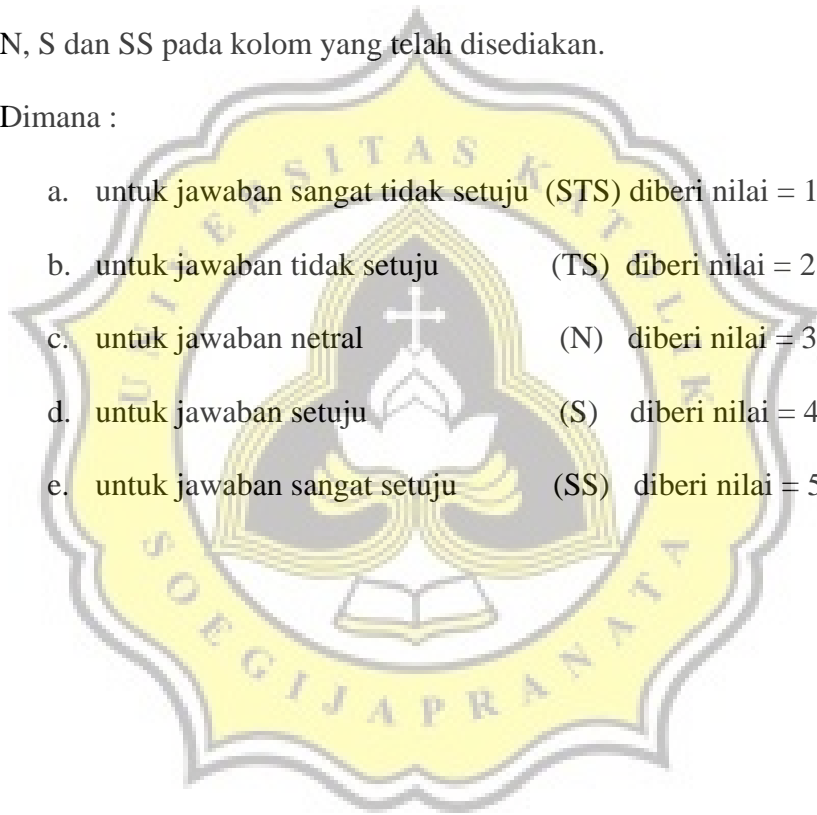 N, S dan SS pada kolom yang telah disediakan.
Dimana :
a. untuk jawaban sangat tidak setuju (STS) diberi nilai = 1
b. untuk jawaban tidak setuju (TS) diberi nilai = 2
c. untuk jawaban netral (N) diberi nilai = 3
d. untuk jawaban setuju (S) diberi nilai = 4
e. untuk jawaban sangat setuju (SS) diberi nilai = 5
UNIVERSITAS KATOLIK
SOEGIJAPRANATA